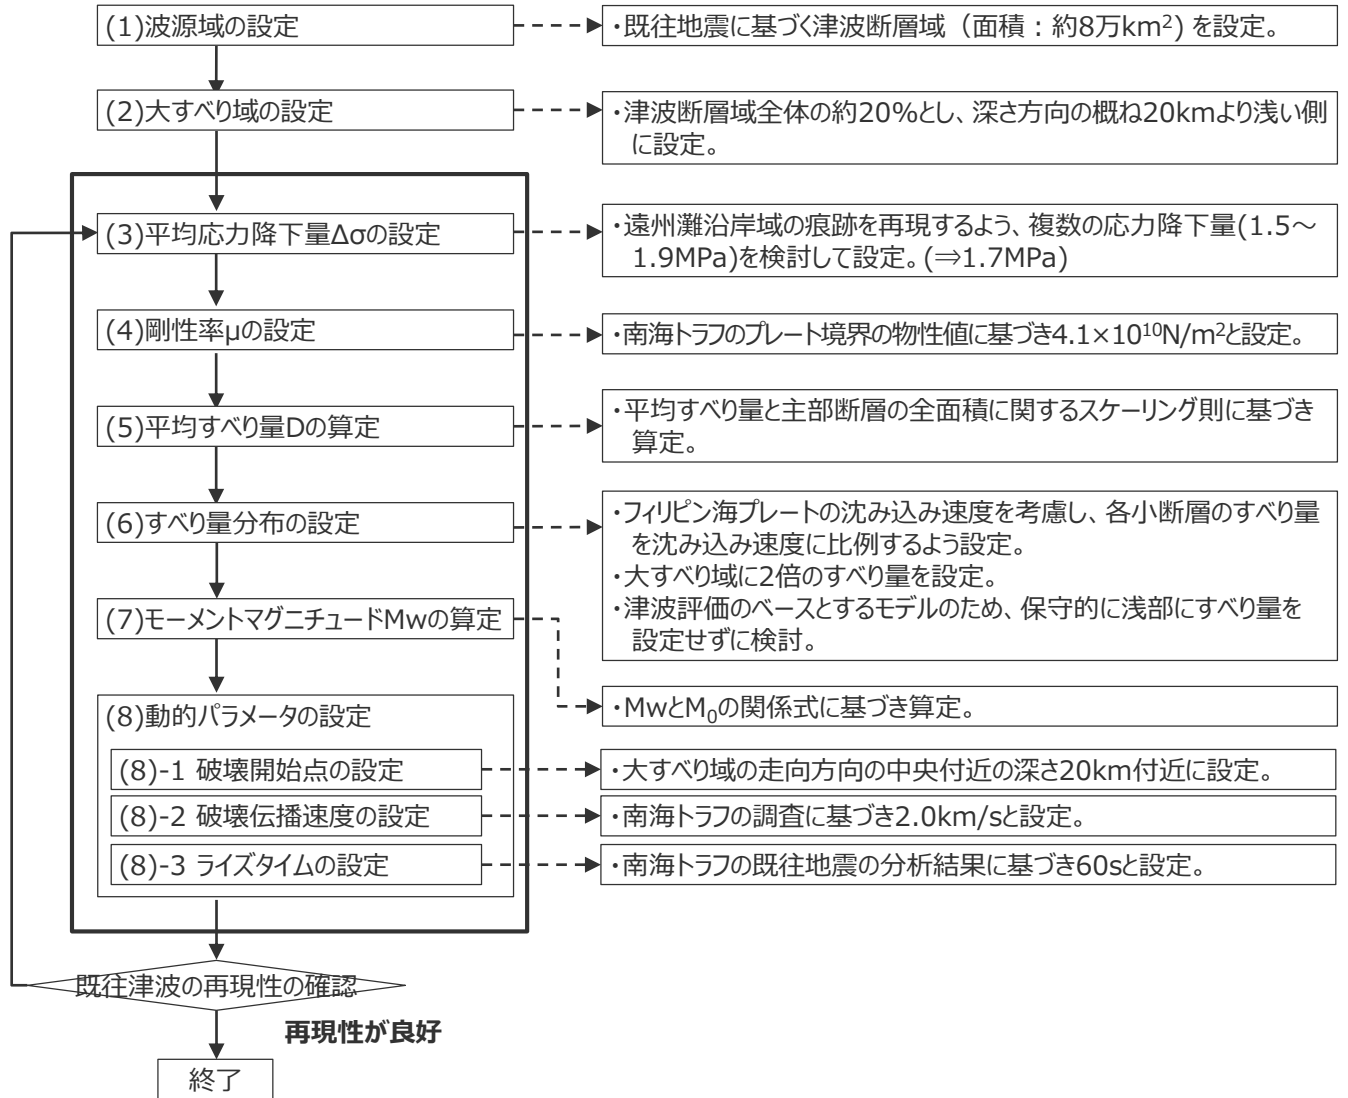 (1)波源域の設定
・既往地震に基づく津波断層域（面積：約8万km²) を設定。
(2)大すべり域の設定
・津波断層域全体の約20%とし、深さ方向の概ね20kmより浅い側
に設定。
(3)平均応力降下量Δσの設定
・遠州灘沿岸域の痕跡を再現するよう、複数の応力降下量(1.5～
1.9MPa)を検討して設定。(⇒1.7MPa)
(4)剛性率μの設定
・南海トラフのプレート境界の物性値に基づき4.1×10¹⁰N/m²と設定。
(5)平均すべり量Dの算定
・平均すべり量と主部断層の全面積に関するスケーリング則に基づき
算定。
(6)すべり量分布の設定
・フィリピン海プレートの沈み込み速度を考慮し、各小断層のすべり量
を沈み込み速度に比例するよう設定。
・大すべり域に2倍のすべり量を設定。
・津波評価のベースとするモデルのため、保守的に浅部にすべり量を
設定せずに検討。
(7)モーメントマグニチュードMwの算定
・MwとM₀の関係式に基づき算定。
(8)動的パラメータの設定
(8)-1 破壊開始点の設定
・大すべり域の走向方向の中央付近の深さ20km付近に設定。
(8)-2 破壊伝播速度の設定
・南海トラフの調査に基づき2.0km/sと設定。
(8)-3 ライズタイムの設定
・南海トラフの既往地震の分析結果に基づき60sと設定。
既往津波の再現性の確認
再現性が良好
終了